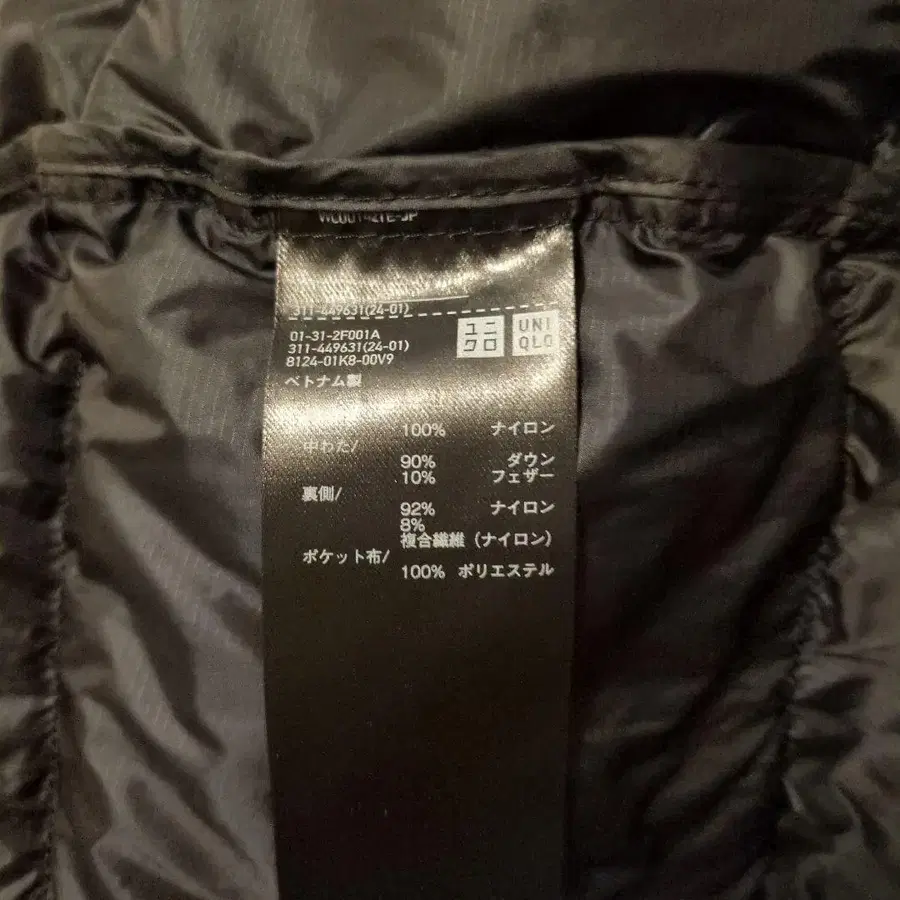 311-449631(24-01)
01-31-2F001A
311-449631(24-01)
8124-01K8-00V9
ユニクロ
UNIQLO
ベトナム製
100% ナイロン
中わた/
90% ダウン
10% フェザー
裏側/
92% ナイロン
8%
複合繊維(ナイロン)
ポケット布/
100% ポリエステル